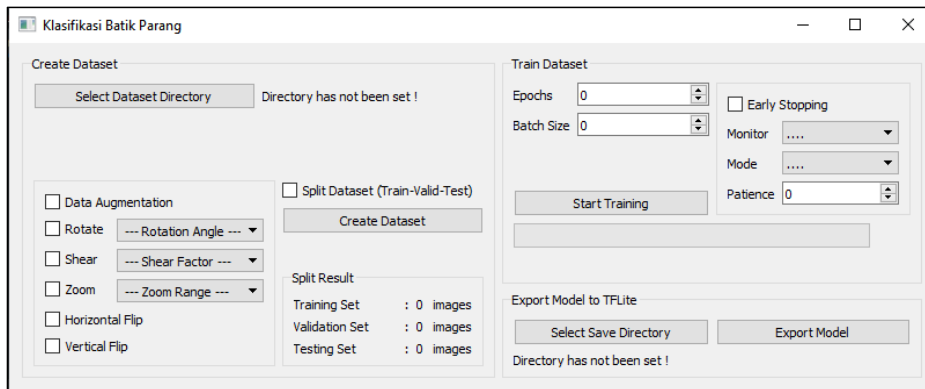 Klasifikasi Batik Parang
Create Dataset
Select Dataset Directory
Directory has not been set !
Data Augmentation
Rotate
--- Rotation Angle ---
Shear
--- Shear Factor ---
Zoom
--- Zoom Range ---
Horizontal Flip
Vertical Flip
Split Dataset (Train-Valid-Test)
Create Dataset
Split Result
Training Set : 0 images
Validation Set : 0 images
Testing Set : 0 images
Train Dataset
Epochs 0
Batch Size 0
Early Stopping
Monitor ....
Mode ....
Patience 0
Start Training
Export Model to TFLite
Select Save Directory
Export Model
Directory has not been set !